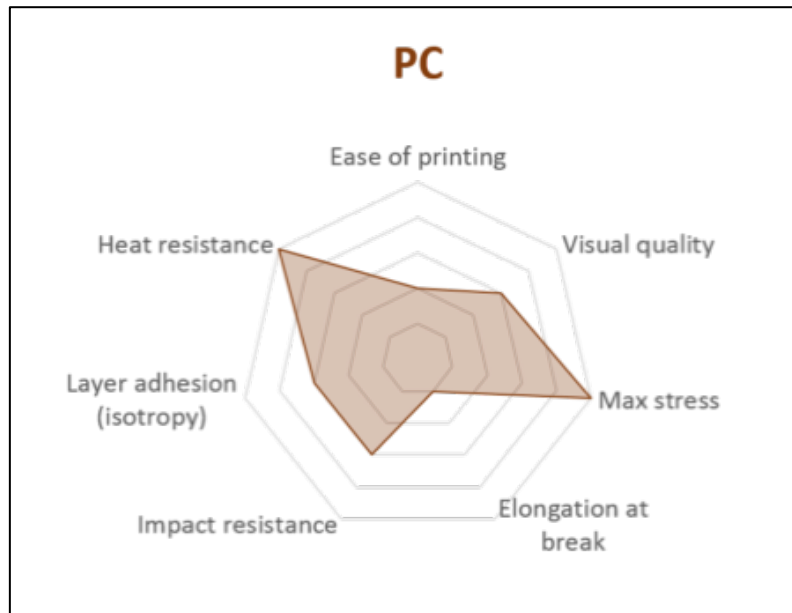 PC
Ease of printing
Heat resistance
Visual quality
Layer adhesion
(isotropy)
Max stress
Impact resistance
Elongation at
break